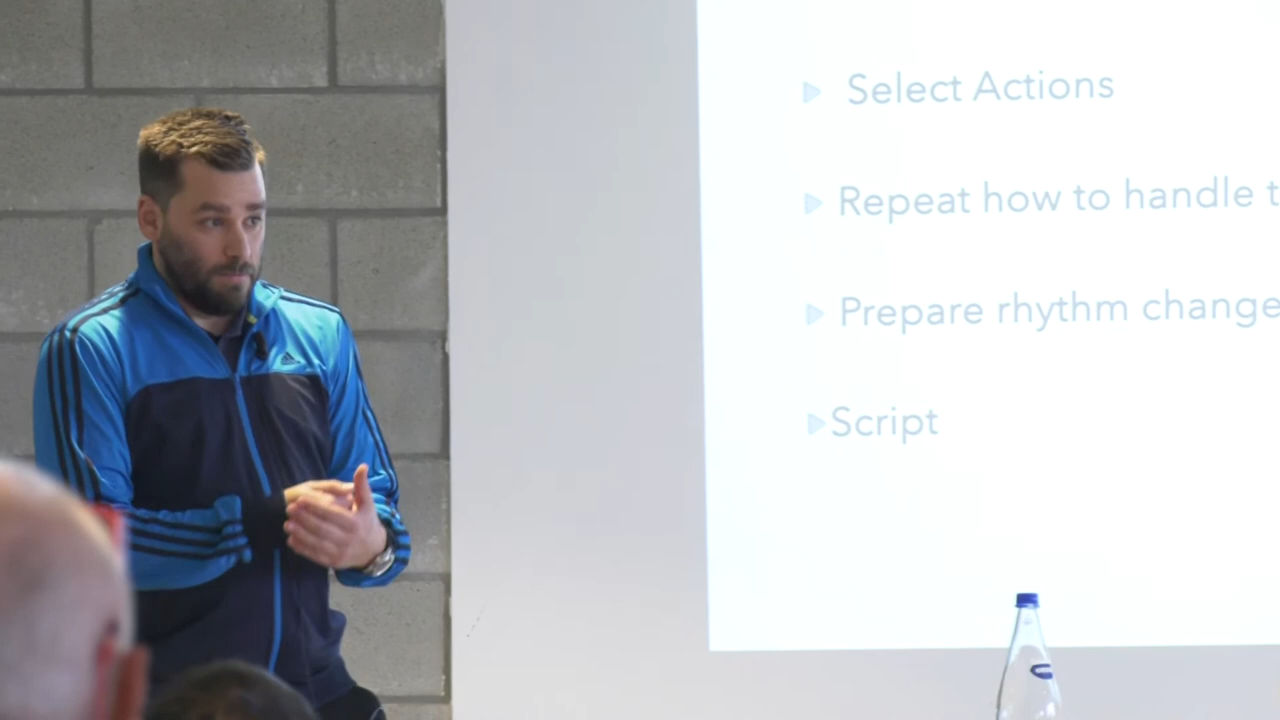 Select Actions
Repeat how to handle t
Prepare rhythm change
Script